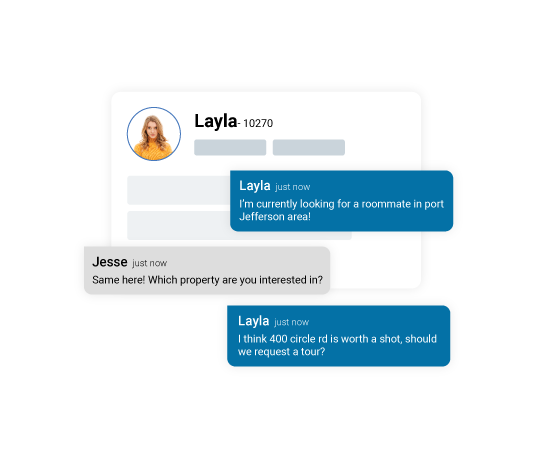 Layla- 10270
Layla just now
I'm currently looking for a roommate in port
Jefferson area!
Jesse just now
Same here! Which property are you interested in?
Layla just now
I think 400 circle rd is worth a shot, should
we request a tour?